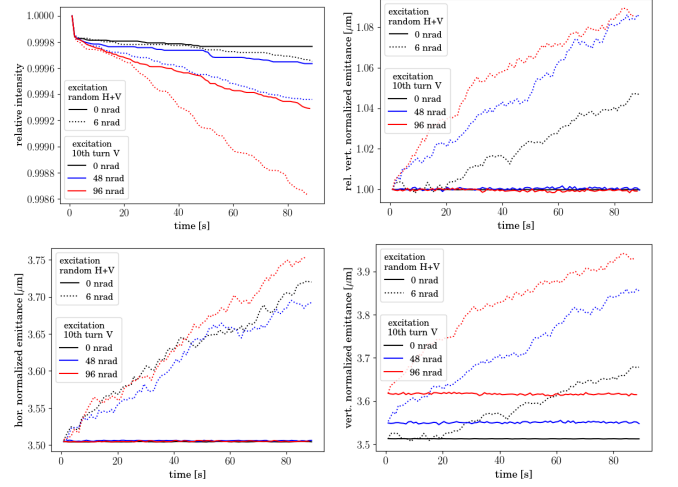 1.0000
0.9998
0.9996
0.9994
0.9992
0.9990
0.9988
0.9986
relative intensity
excitation
random H+V
0 nrad
6 nrad
excitation
10th turn V
0 nrad
48 nrad
96 nrad
0
20
40
60
80
time [s]
1.08
1.06
1.04
1.02
1.00
rel. vert. normalized emittance [μm]
excitation
random H+V
0 nrad
6 nrad
excitation
10th turn V
0 nrad
48 nrad
96 nrad
0
20
40
60
80
time [s]
3.75
3.70
3.65
3.60
3.55
3.50
hor. normalized emittance [μm]
excitation
random H+V
0 nrad
6 nrad
excitation
10th turn V
0 nrad
48 nrad
96 nrad
0
20
40
60
80
time [s]
3.9
3.8
3.7
3.6
3.5
vert. normalized emittance [μm]
excitation
random H+V
0 nrad
6 nrad
excitation
10th turn V
0 nrad
48 nrad
96 nrad
0
20
40
60
80
time [s]